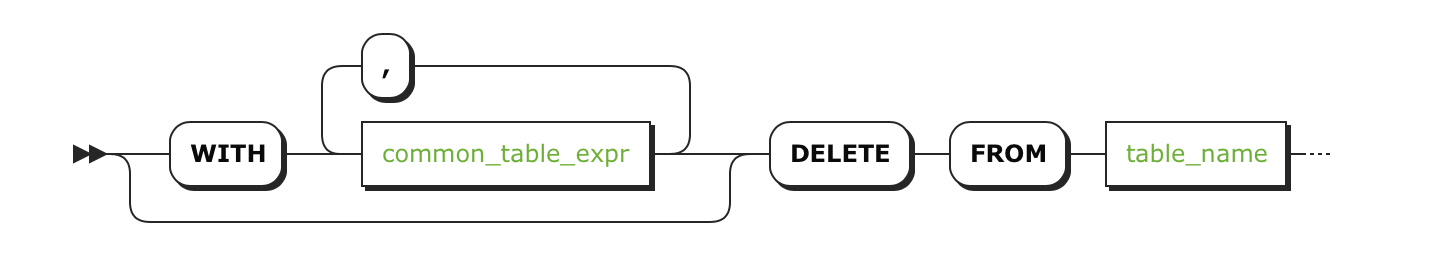 ,
WITH common_table_expr DELETE FROM table_name